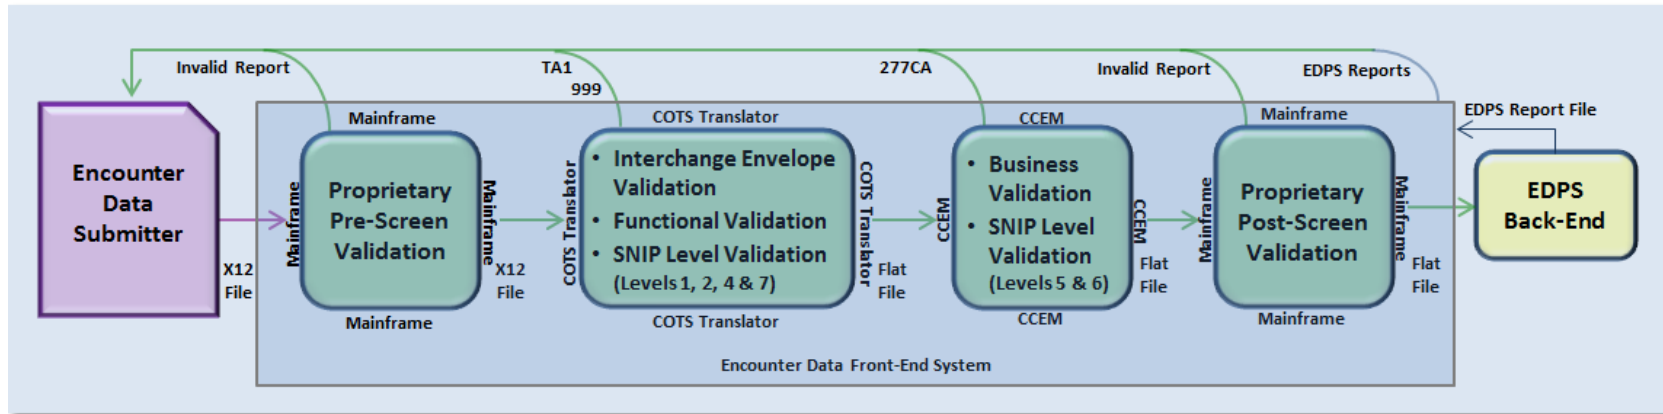 Invalid Report
TA1
999
277CA
Invalid Report
EDPS Reports
Encounter
Data
Submitter
X12
File
Mainframe
Mainframe
Proprietary
Pre-Screen
Validation
Mainframe
Mainframe
X12
File
COTS Translator
COTS Translator
• Interchange Envelope
Validation
• Functional Validation
• SNIP Level Validation
(Levels 1, 2, 4 & 7)
COTS Translator
COTS Translator
Flat
File
CCEM
CCEM
• Business
Validation
• SNIP Level
Validation
(Levels 5 & 6)
CCEM
CCEM
Flat
File
Mainframe
Mainframe
Proprietary
Post-Screen
Validation
Mainframe
Mainframe
Flat
File
EDPS Report File
EDPS
Back-End
Encounter Data Front-End System